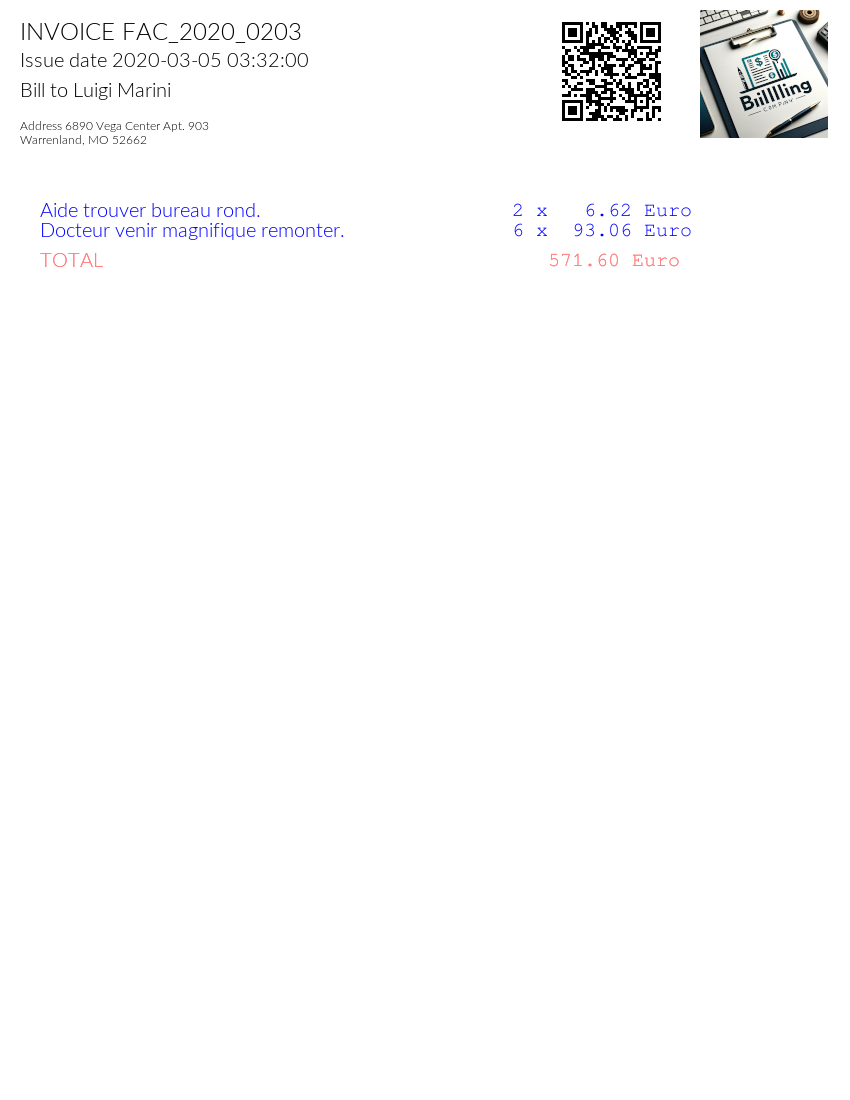 INVOICE FAC_2020_0203
Issue date 2020-03-05 03:32:00
Bill to Luigi Marini
Address 6890 Vega Center Apt. 903
Warrenland, MO 52662
Biillling
COMPANY
Aide trouver bureau rond. 2 x 6.62 Euro
Docteur venir magnifique remonter. 6 x 93.06 Euro
TOTAL 571.60 Euro